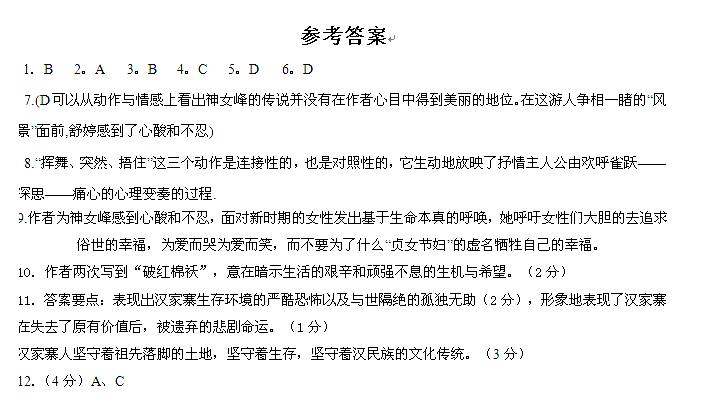 参考答案
1．B 2。A 3。B 4。C 5。D 6。D
7.(D可以从动作与情感上看出神女峰的传说并没有在作者心目中得到美丽的地位。在这游人争相一睹的“风
景”面前,舒婷感到了心酸和不忍)
8.“挥舞、突然、捂住”这三个动作是连接性的，也是对照性的，它生动地放映了抒情主人公由欢呼雀跃——
深思——痛心的心理变奏的过程.
9.作者为神女峰感到心酸和不忍，面对新时期的女性发出基于生命本真的呼唤，她呼吁女性们大胆的去追求
俗世的幸福，为爱而哭为爱而笑，而不要为了什么“贞女节妇”的虚名牺牲自己的幸福。
10．作者两次写到“破红棉袄”，意在暗示生活的艰辛和顽强不息的生机与希望。（2分）
11．答案要点：表现出汉家寨生存环境的严酷恐怖以及与世隔绝的孤独无助（2分），形象地表现了汉家寨
在失去了原有价值后，被遗弃的悲剧命运。（1分）
汉家寨人坚守着祖先落脚的土地，坚守着生存，坚守着汉民族的文化传统。（3分）
12．（4分）A、C